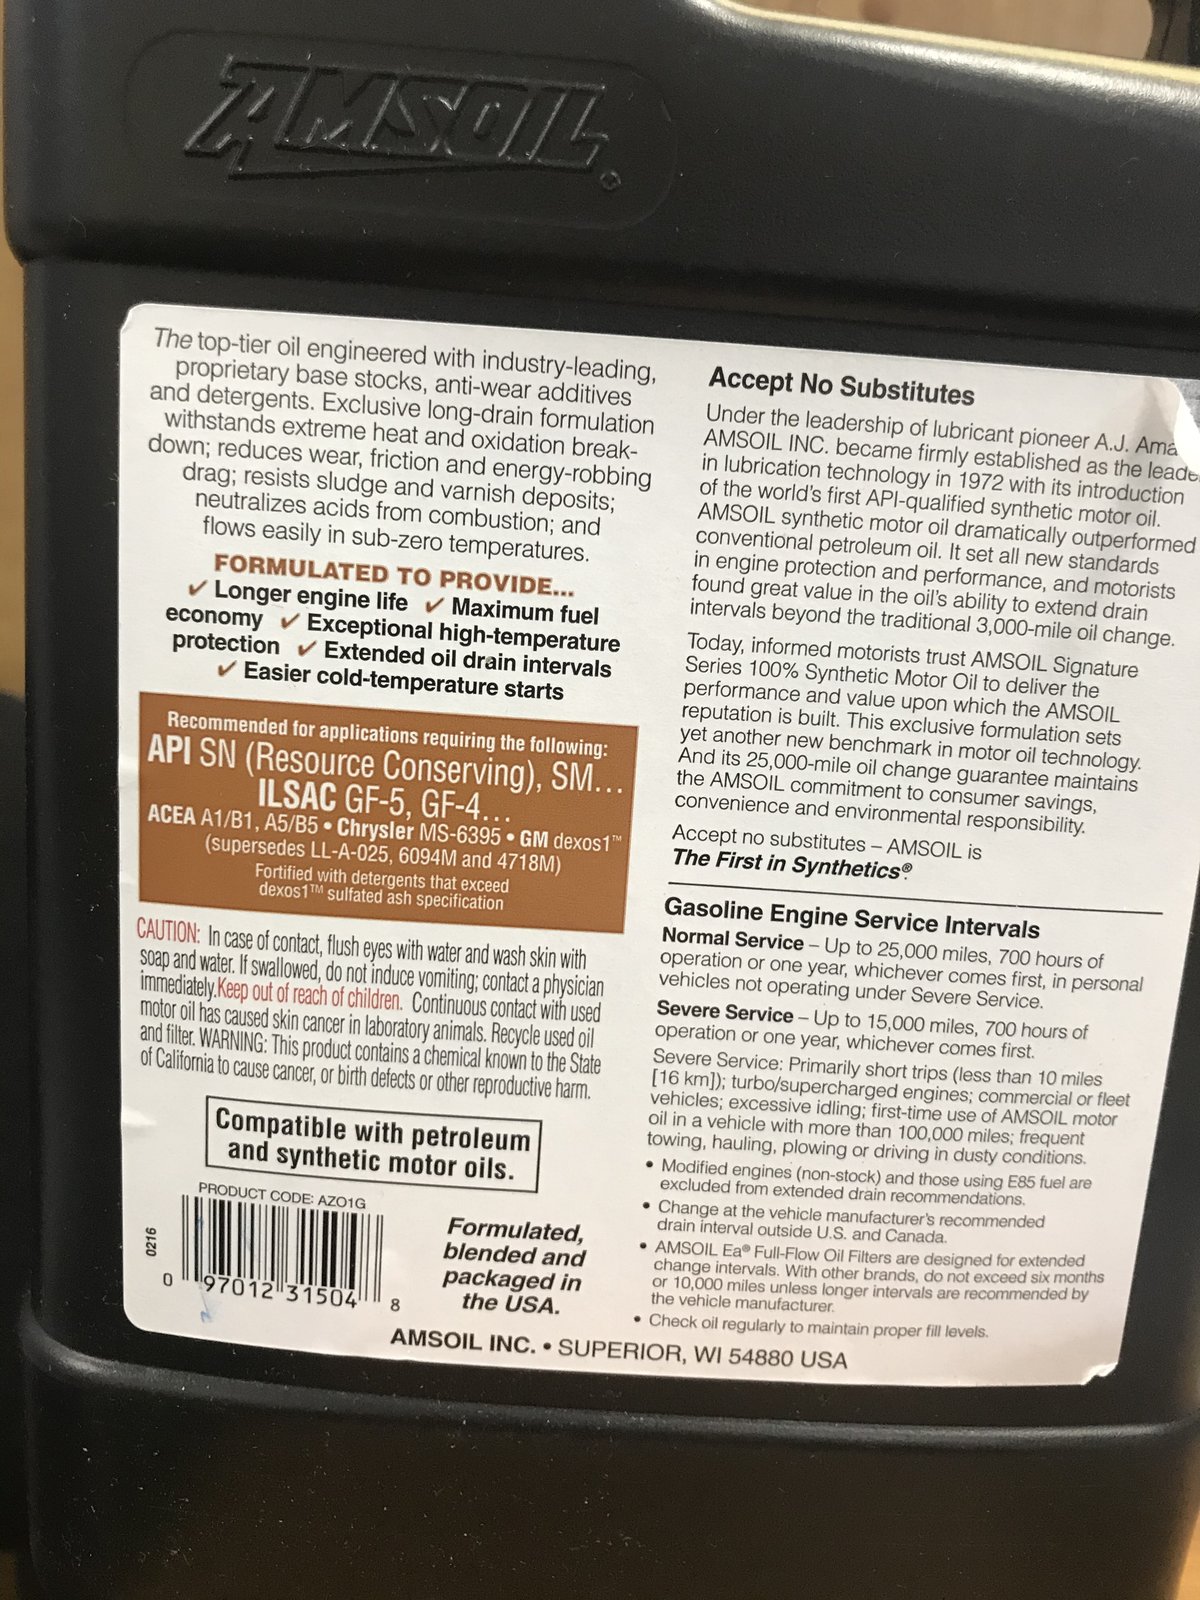 AMSOIL®
The top-tier oil engineered with industry-leading,
proprietary base stocks, anti-wear additives
and detergents. Exclusive long-drain formulation
withstands extreme heat and oxidation break-
down; reduces wear, friction and energy-robbing
drag; resists sludge and varnish deposits;
neutralizes acids from combustion; and
flows easily in sub-zero temperatures.
FORMULATED TO PROVIDE...
✓ Longer engine life ✓ Maximum fuel
economy ✓ Exceptional high-temperature
protection ✓ Extended oil drain intervals
✓ Easier cold-temperature starts
Recommended for applications requiring the following:
API SN (Resource Conserving), SM...
ILSAC GF-5, GF-4...
ACEA A1/B1, A5/B5 • Chrysler MS-6395 • GM dexos1™
(supersedes LL-A-025, 6094M and 4718M)
Fortified with detergents that exceed
dexos1™ sulfated ash specification
CAUTION: In case of contact, flush eyes with water and wash skin with
soap and water. If swallowed, do not induce vomiting; contact a physician
immediately. Keep out of reach of children. Continuous contact with used
motor oil has caused skin cancer in laboratory animals. Recycle used oil
and filter. WARNING: This product contains a chemical known to the State
of California to cause cancer, or birth defects or other reproductive harm.
Compatible with petroleum
and synthetic motor oils.
PRODUCT CODE: AZO1G
0216
0 97012 31504 8
Formulated,
blended and
packaged in
the USA.
Accept No Substitutes
Under the leadership of lubricant pioneer A.J. Ama
AMSOIL INC. became firmly established as the leade
in lubrication technology in 1972 with its introduction
of the world's first API-qualified synthetic motor oil.
AMSOIL synthetic motor oil dramatically outperformed
conventional petroleum oil. It set all new standards
in engine protection and performance, and motorists
found great value in the oil's ability to extend drain
intervals beyond the traditional 3,000-mile oil change.
Today, informed motorists trust AMSOIL Signature
Series 100% Synthetic Motor Oil to deliver the
performance and value upon which the AMSOIL
reputation is built. This exclusive formulation sets
yet another new benchmark in motor oil technology.
And its 25,000-mile oil change guarantee maintains
the AMSOIL commitment to consumer savings,
convenience and environmental responsibility.
Accept no substitutes – AMSOIL is
The First in Synthetics®.
Gasoline Engine Service Intervals
Normal Service – Up to 25,000 miles, 700 hours of
operation or one year, whichever comes first, in personal
vehicles not operating under Severe Service.
Severe Service – Up to 15,000 miles, 700 hours of
operation or one year, whichever comes first.
Severe Service: Primarily short trips (less than 10 miles
[16 km]); turbo/supercharged engines; commercial or fleet
vehicles; excessive idling; first-time use of AMSOIL motor
oil in a vehicle with more than 100,000 miles; frequent
towing, hauling, plowing or driving in dusty conditions.
• Modified engines (non-stock) and those using E85 fuel are
excluded from extended drain recommendations.
• Change at the vehicle manufacturer's recommended
drain interval outside U.S. and Canada.
• AMSOIL Ea® Full-Flow Oil Filters are designed for extended
change intervals. With other brands, do not exceed six months
or 10,000 miles unless longer intervals are recommended by
the vehicle manufacturer.
• Check oil regularly to maintain proper fill levels.
AMSOIL INC. • SUPERIOR, WI 54880 USA